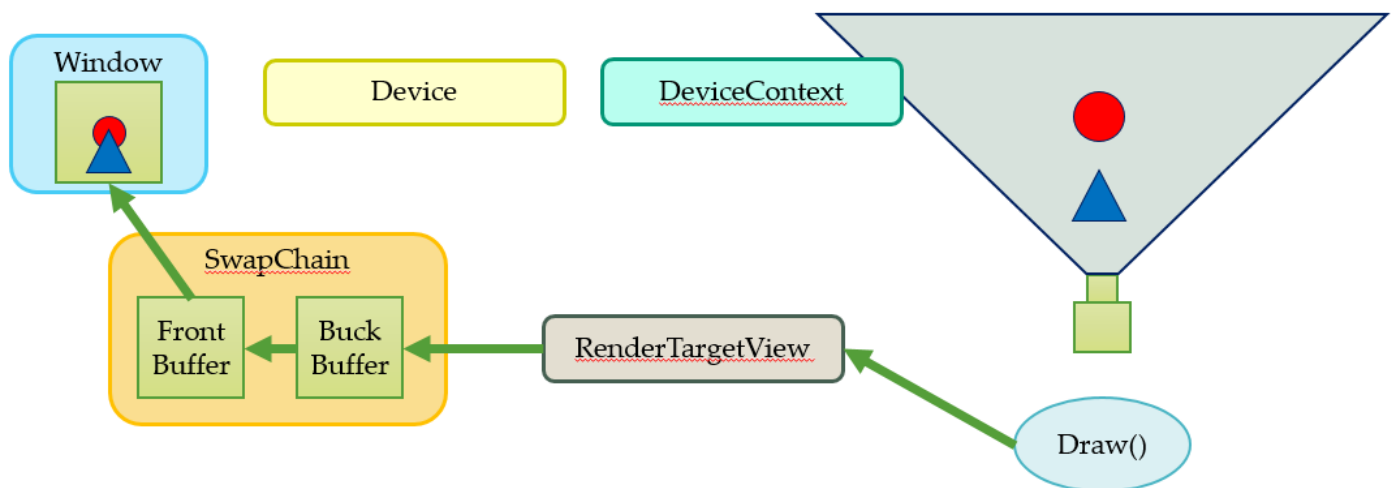 Window
Device
DeviceContext
SwapChain
Front
Buffer
Buck
Buffer
RenderTargetView
Draw()